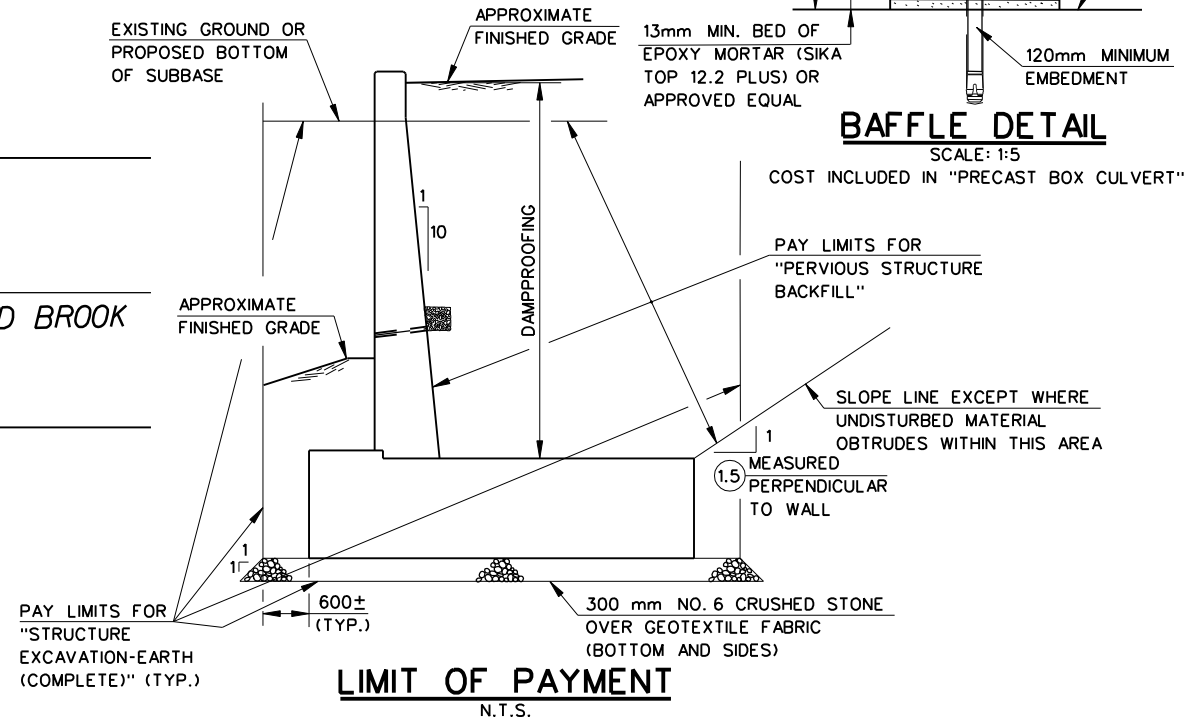 EXISTING GROUND OR
PROPOSED BOTTOM
OF SUBBASE
APPROXIMATE
FINISHED GRADE
13mm MIN. BED OF
EPOXY MORTAR (SIKA
TOP 12.2 PLUS) OR
APPROVED EQUAL
120mm MINIMUM
EMBEDMENT
BAFFLE DETAIL
SCALE: 1:5
COST INCLUDED IN "PRECAST BOX CULVERT"
1
10
DAMPPROOFING
PAY LIMITS FOR
"PERVIOUS STRUCTURE
BACKFILL"
D BROOK
APPROXIMATE
FINISHED GRADE
SLOPE LINE EXCEPT WHERE
UNDISTURBED MATERIAL
OBTRUDES WITHIN THIS AREA
1
1.5
MEASURED
PERPENDICULAR
TO WALL
1
1
PAY LIMITS FOR
"STRUCTURE
EXCAVATION-EARTH
(COMPLETE)" (TYP.)
600±
(TYP.)
300 mm NO. 6 CRUSHED STONE
OVER GEOTEXTILE FABRIC
(BOTTOM AND SIDES)
LIMIT OF PAYMENT
N.T.S.